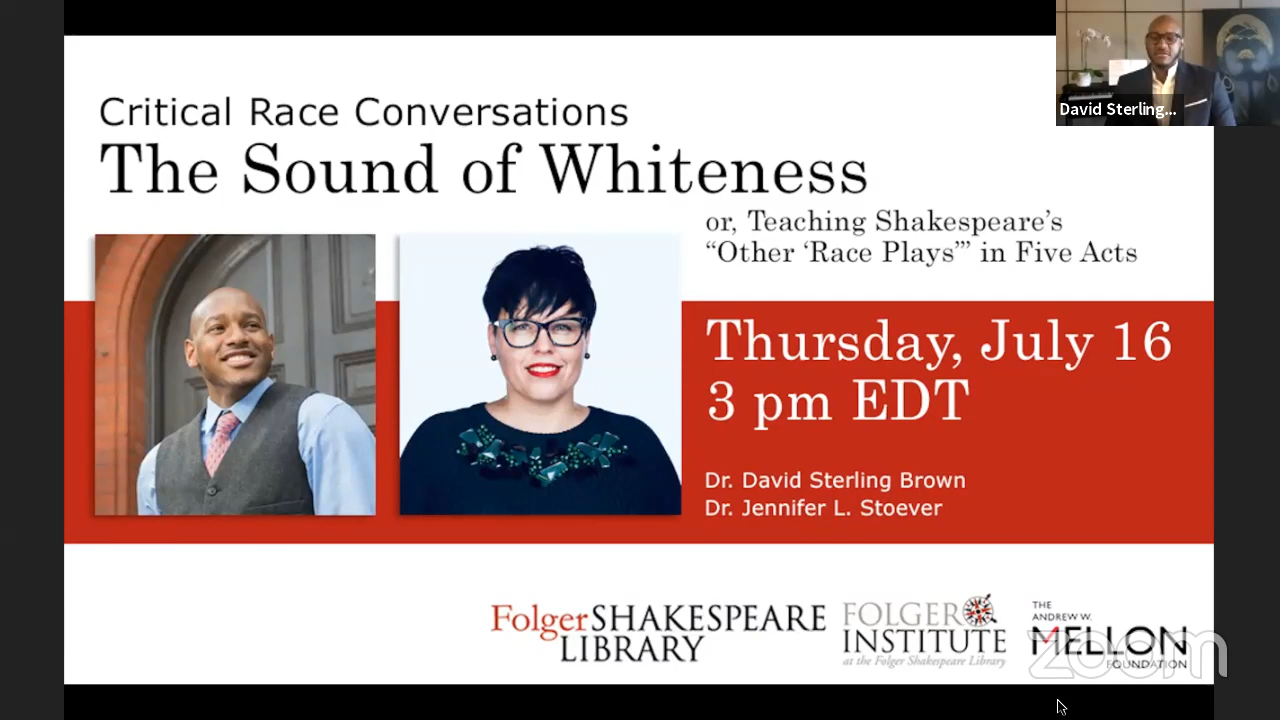 Critical Race Conversations
The Sound of Whiteness
or, Teaching Shakespeare’s
“Other ‘Race Plays’” in Five Acts
Thursday, July 16
3 pm EDT
Dr. David Sterling Brown
Dr. Jennifer L. Stoever
David Sterling...
FolgerSHAKESPEARE
LIBRARY
FOLGER
INSTITUTE
at the Folger Shakespeare Library
THE
ANDREW W.
MELLON
FOUNDATION
zoom